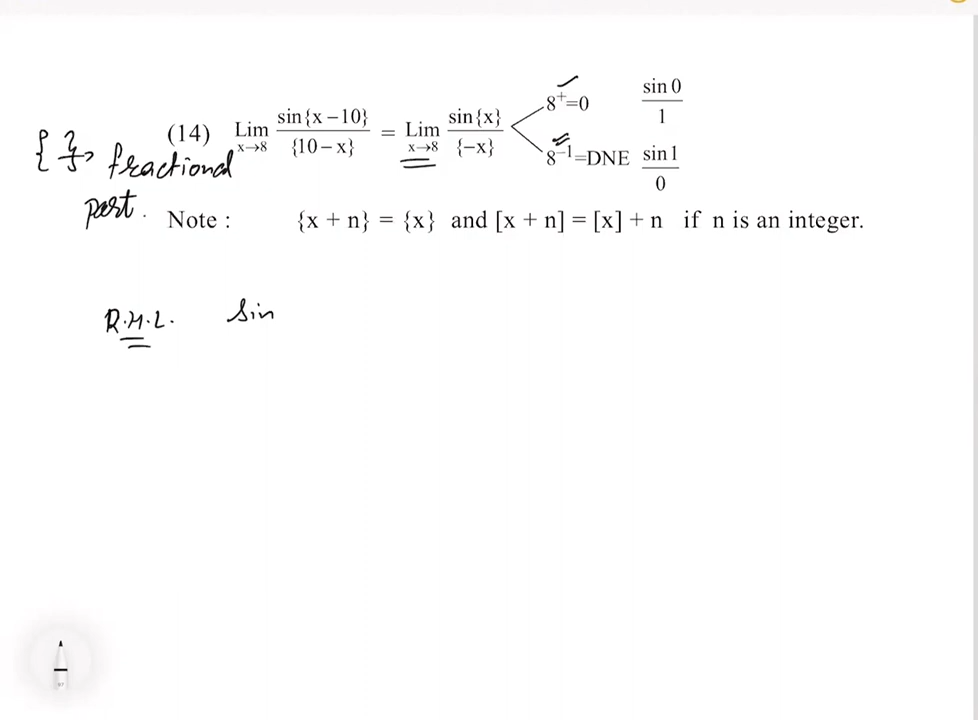 (14) Lim x→8 sin{x−10} / {10−x} = Lim x→8 sin{x} / {−x} 8⁺=0 sin 0 / 1
8⁻¹=DNE sin 1 / 0
{ }→ fractional
part.
Note : {x + n} = {x} and [x + n] = [x] + n if n is an integer.
R.H.L. Sin